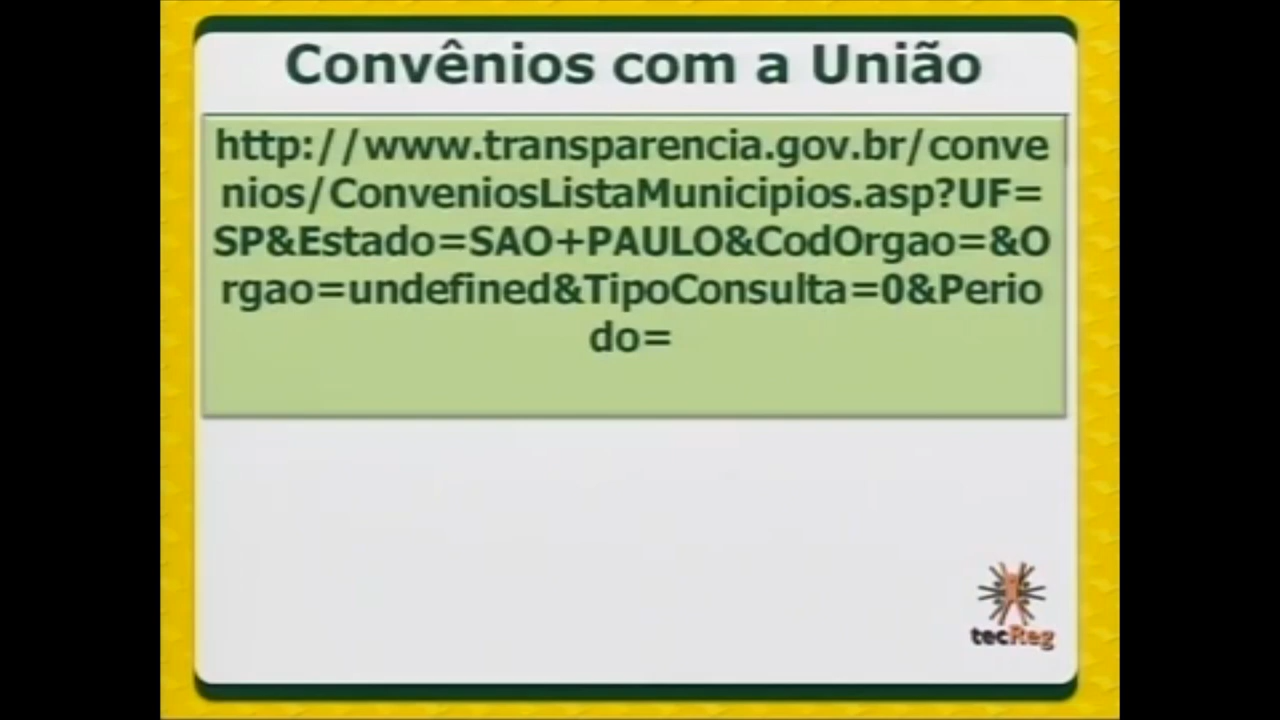 Convênios com a União
http://www.transparencia.gov.br/conve
nios/ConveniosListaMunicipios.asp?UF=
SP&Estado=SAO+PAULO&CodOrgao=&O
rgao=undefined&TipoConsulta=0&Perio
do=
tecReg